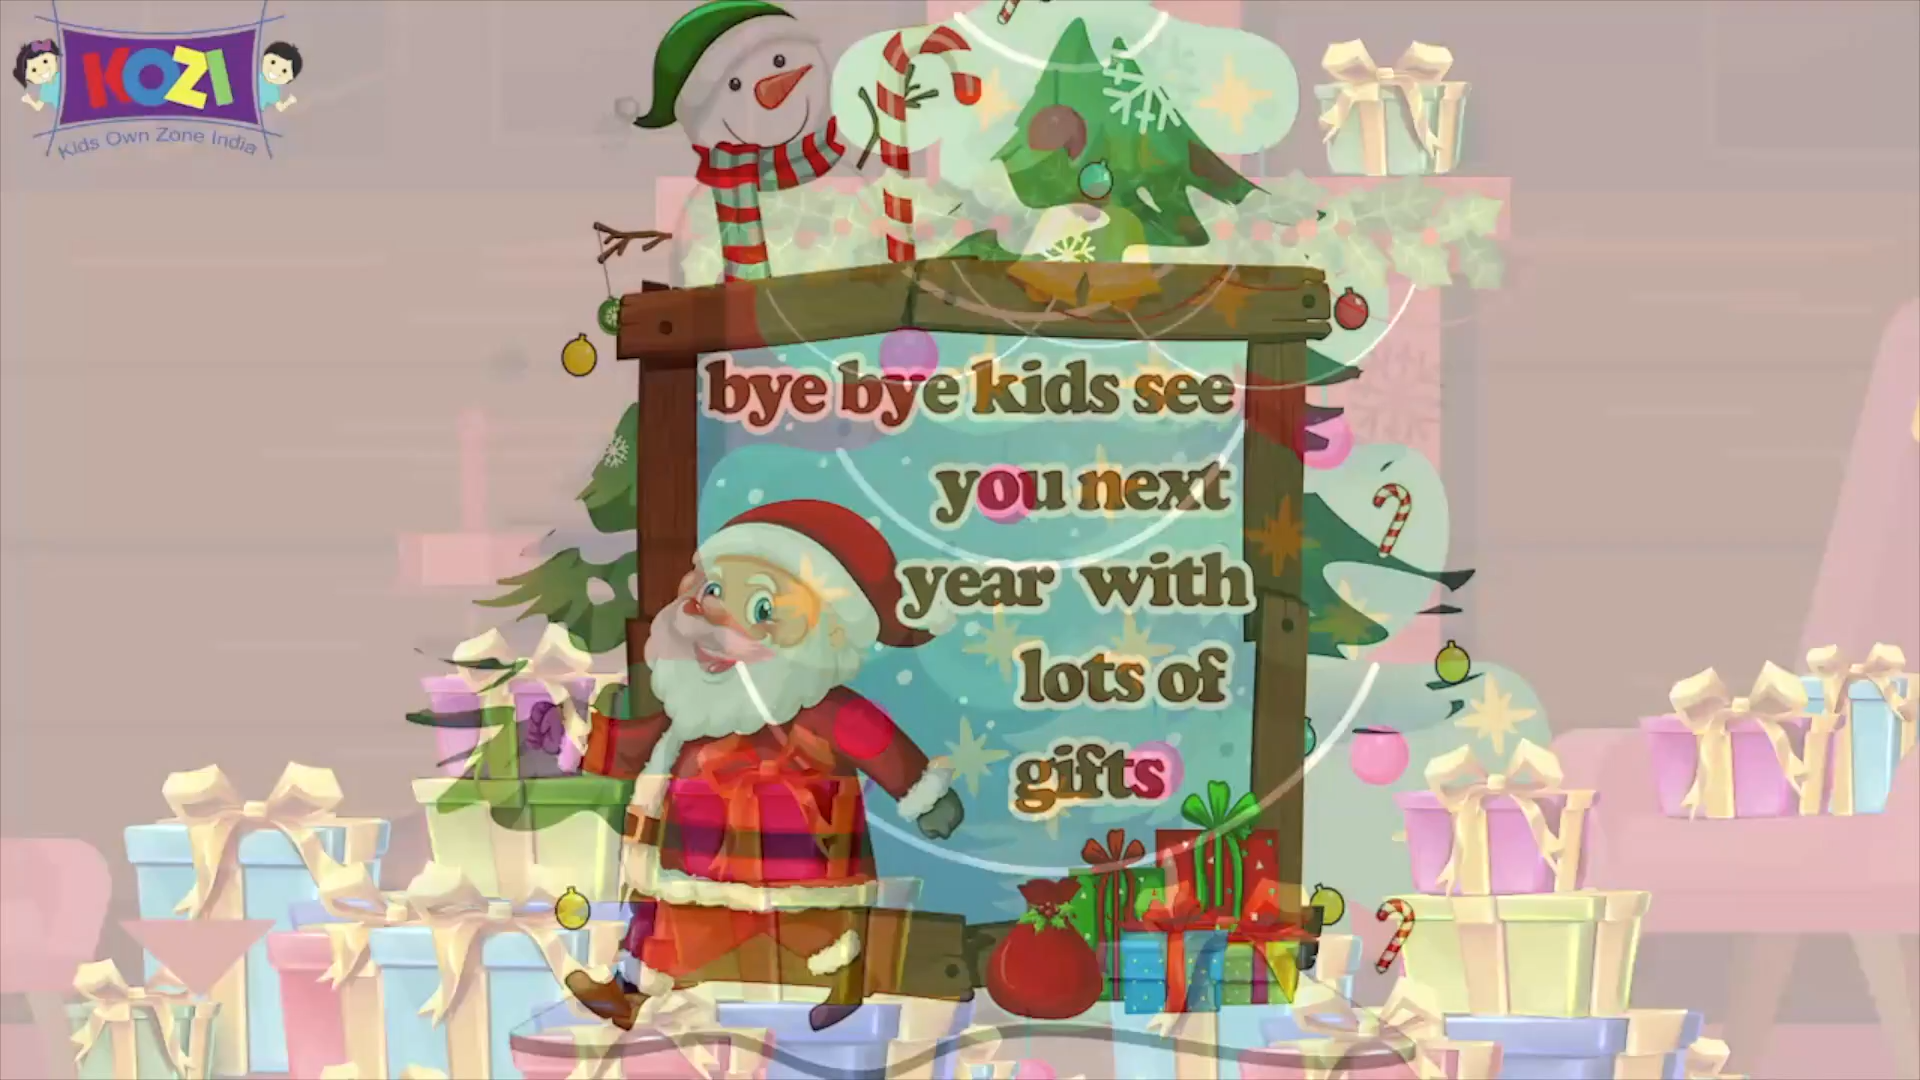 KOZI
Kids Own Zone India
bye bye kids see
you next
year with
lots of
gifts